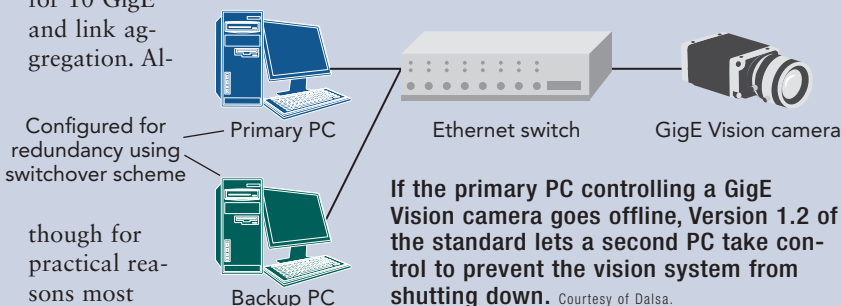 for 10 GigE
and link ag-
gregation. Al-
Configured for
redundancy using
switchover scheme
though for
practical rea-
sons most
Primary PC
Ethernet switch
GigE Vision camera
Backup PC
If the primary PC controlling a GigE
Vision camera goes offline, Version 1.2 of
the standard lets a second PC take con-
trol to prevent the vision system from
shutting down. Courtesy of Dalsa.